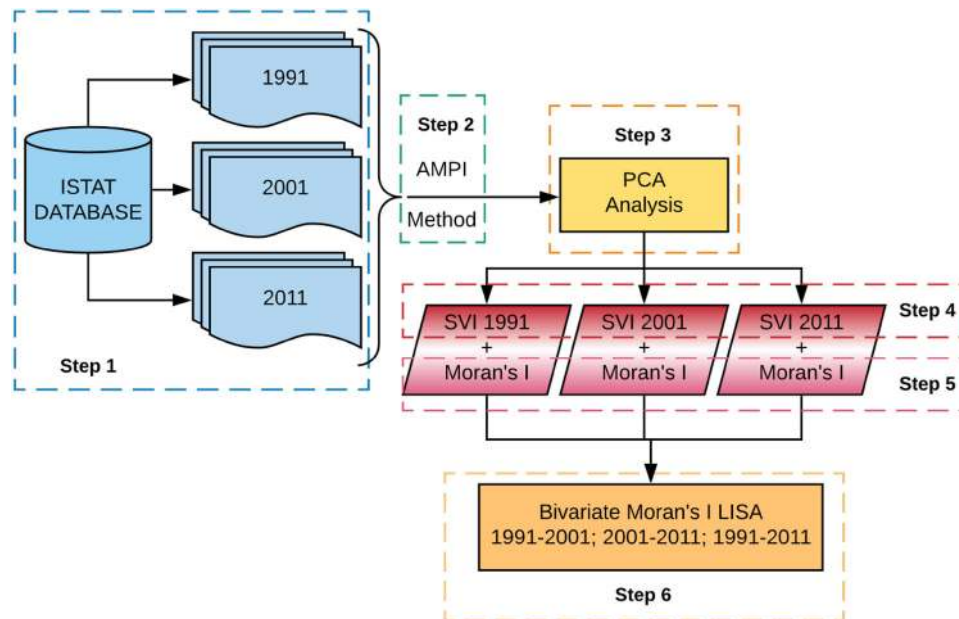 1991
2001
2011
ISTAT
DATABASE
Step 1
Step 2
AMPI
Method
Step 3
PCA
Analysis
SVI 1991
+
Moran's I
SVI 2001
+
Moran's I
SVI 2011
+
Moran's I
Step 4
Step 5
Bivariate Moran's I LISA
1991-2001; 2001-2011; 1991-2011
Step 6